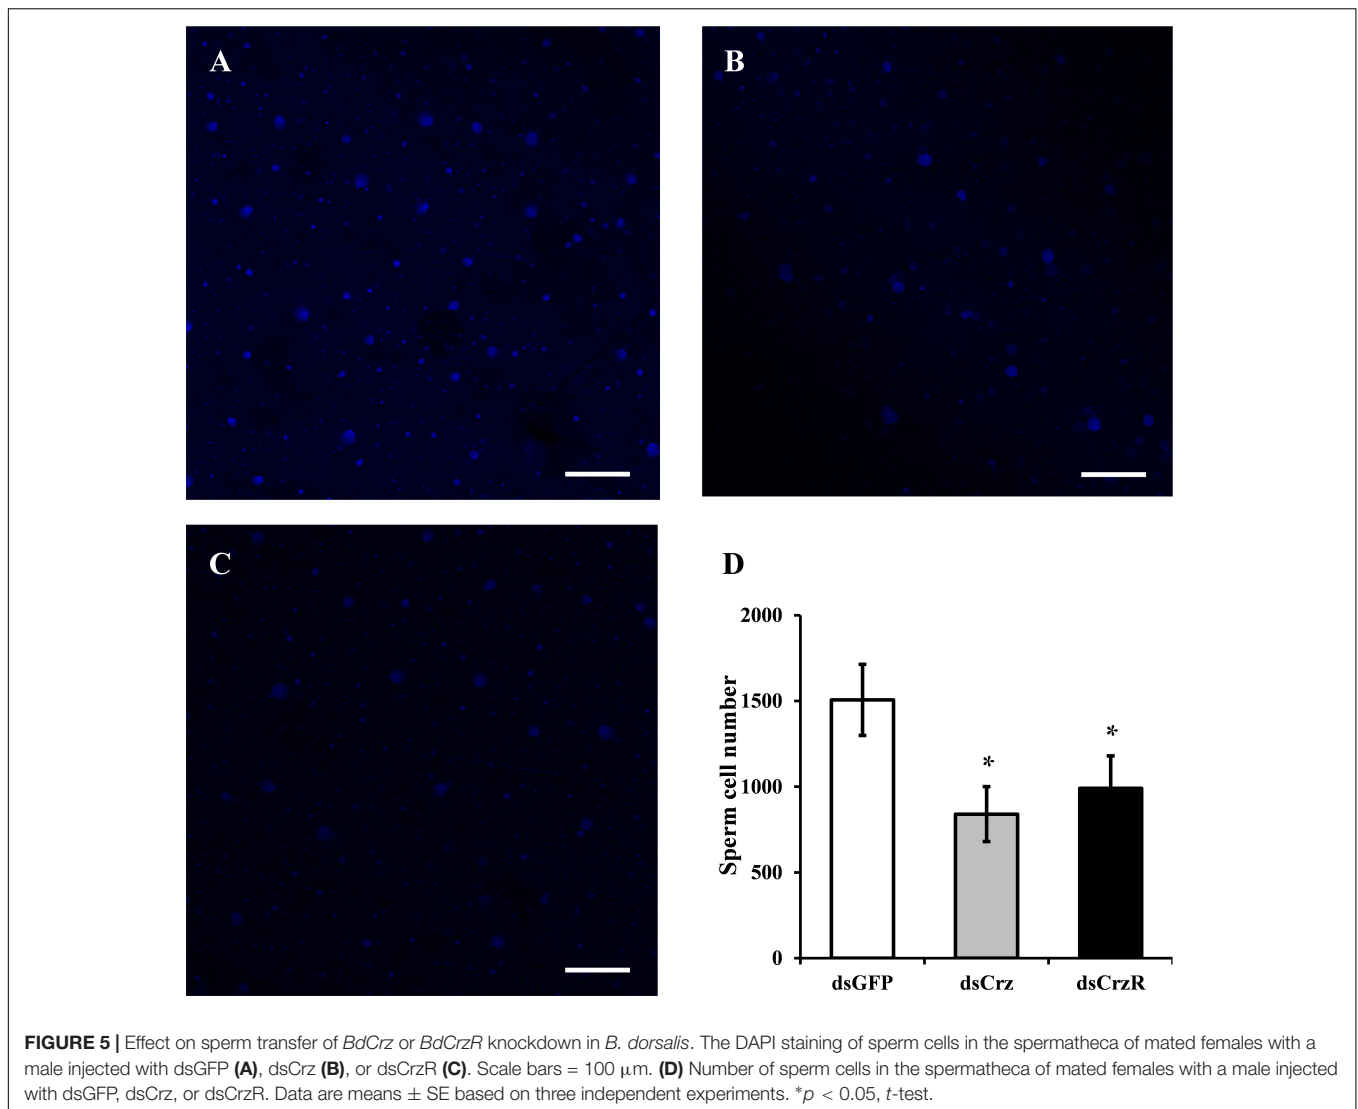 A
B
C
D
2000
1500
1000
500
0
Sperm cell number
*
*
dsGFP
dsCrz
dsCrzR
FIGURE 5 | Effect on sperm transfer of BdCrz or BdCrzR knockdown in B. dorsalis. The DAPI staining of sperm cells in the spermatheca of mated females with a
male injected with dsGFP (A), dsCrz (B), or dsCrzR (C). Scale bars = 100 μm. (D) Number of sperm cells in the spermatheca of mated females with a male injected
with dsGFP, dsCrz, or dsCrzR. Data are means ± SE based on three independent experiments. *p < 0.05, t-test.